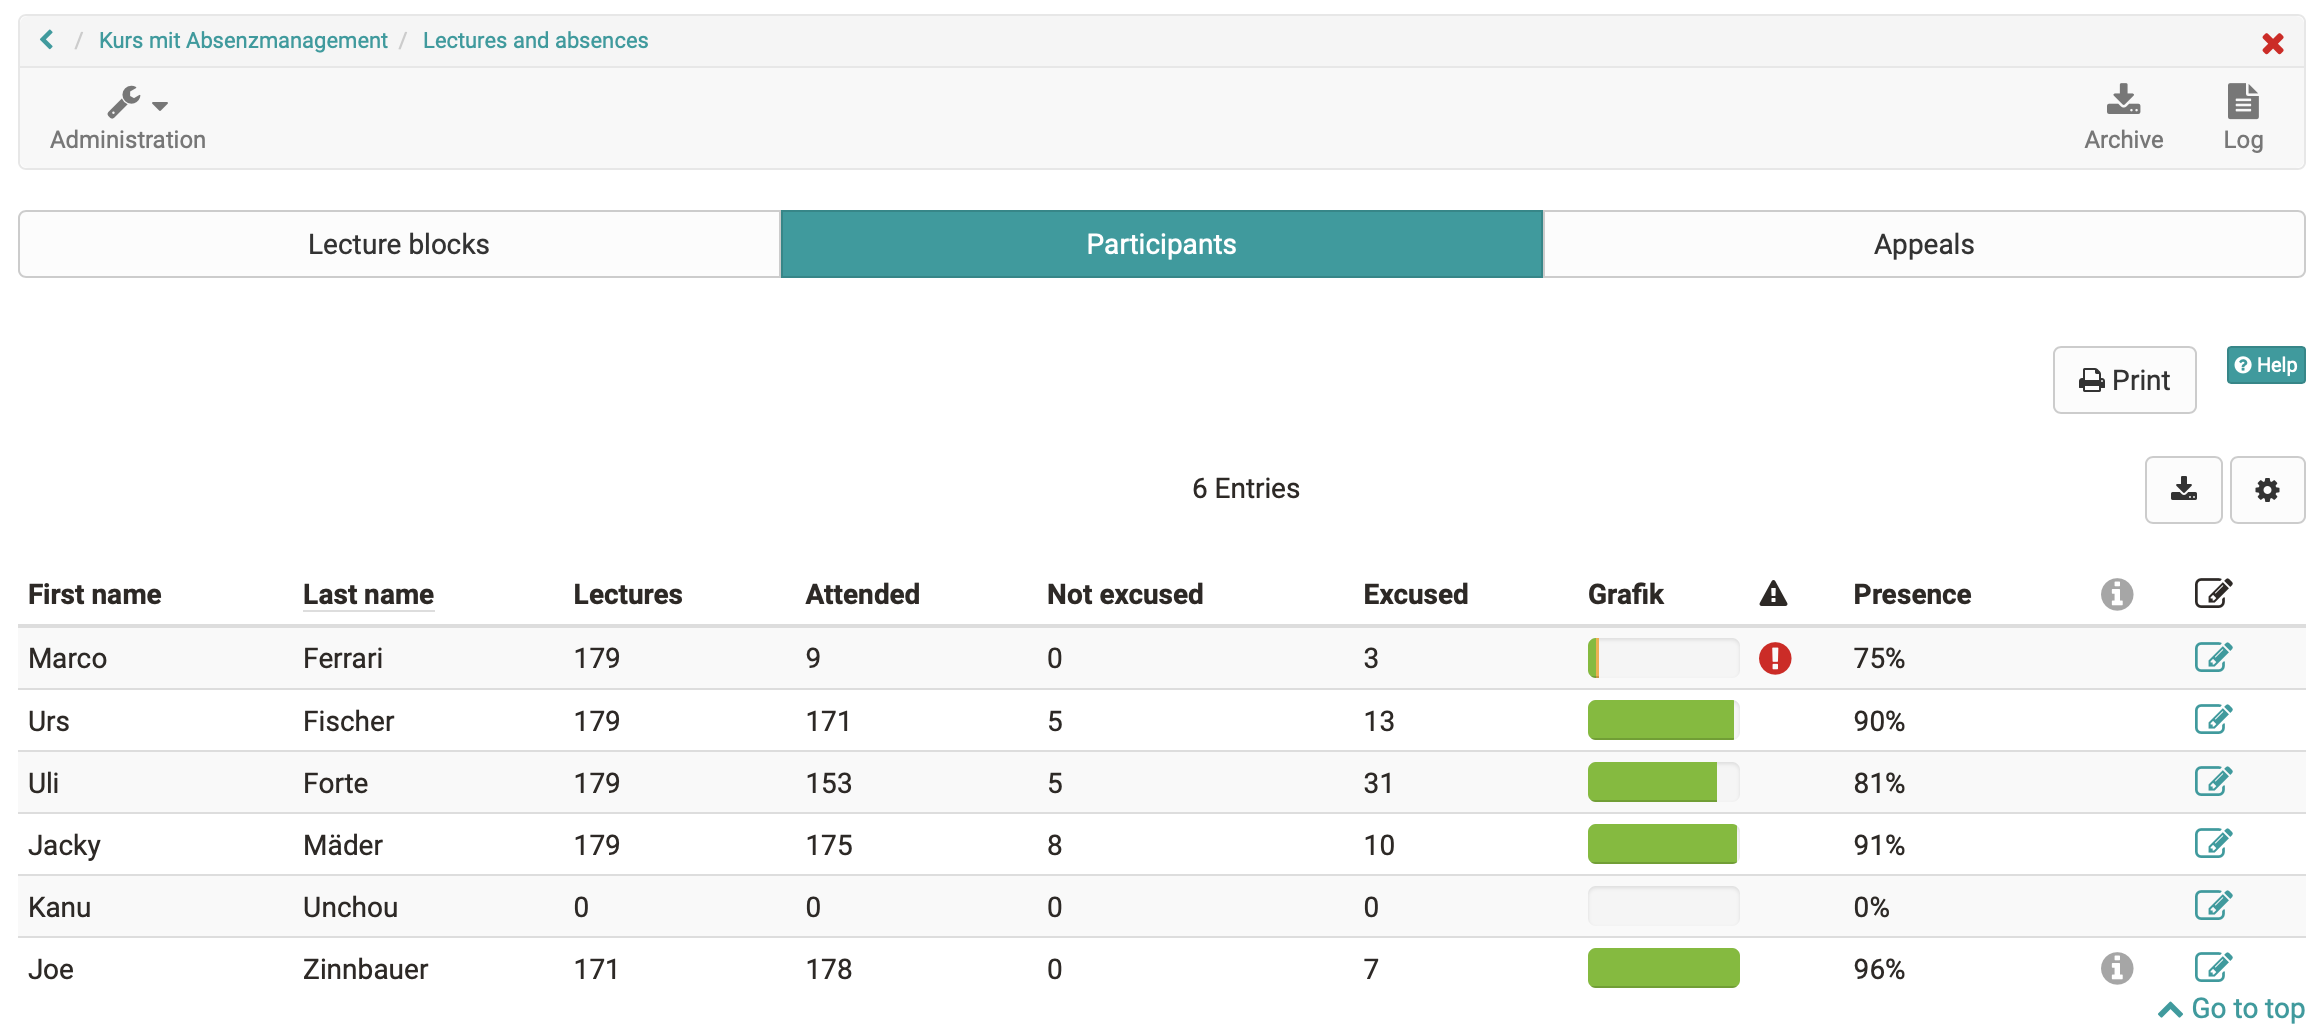 / Kurs mit Absenzmanagement / Lectures and absences
Administration
Archive
Log
Lecture blocks
Participants
Appeals
Print
Help
6 Entries
First name Last name Lectures Attended Not excused Excused Grafik Presence
Marco Ferrari 179 9 0 3 75%
Urs Fischer 179 171 5 13 90%
Uli Forte 179 153 5 31 81%
Jacky Mäder 179 175 8 10 91%
Kanu Unchou 0 0 0 0 0%
Joe Zinnbauer 171 178 0 7 96%
Go to top